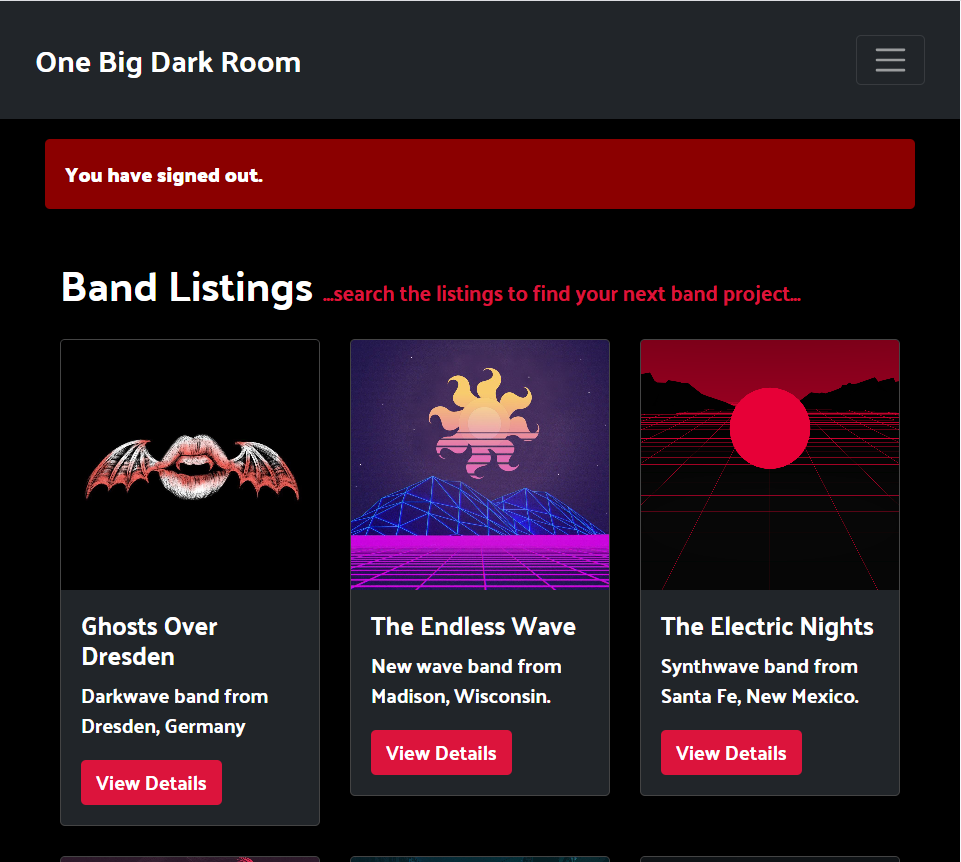 One Big Dark Room
You have signed out.
Band Listings ...search the listings to find your next band project...
Ghosts Over
Dresden
Darkwave band from
Dresden, Germany
View Details
The Endless Wave
New wave band from
Madison, Wisconsin.
View Details
The Electric Nights
Synthwave band from
Santa Fe, New Mexico.
View Details